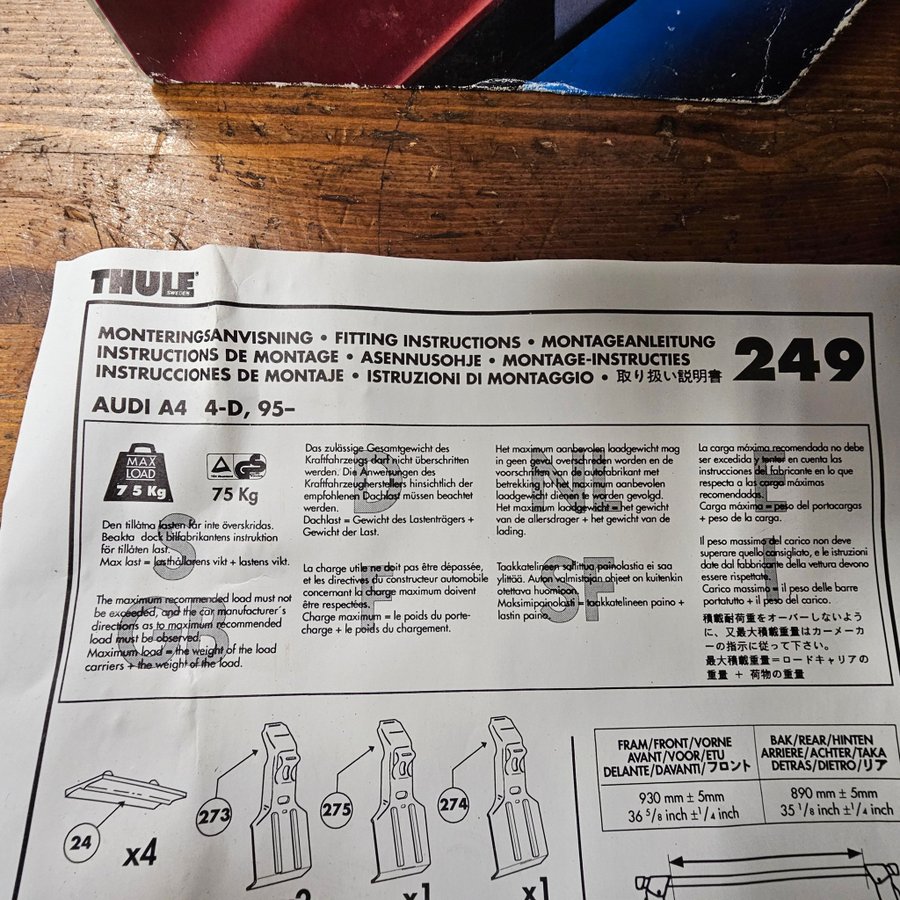 THULE
SWEDEN
MONTERINGSANVISNING • FITTING INSTRUCTIONS • MONTAGEANLEITUNG
INSTRUCTIONS DE MONTAGE • ASENNUSOHJE • MONTAGE-INSTRUCTIES
INSTRUCCIONES DE MONTAJE • ISTRUZIONI DI MONTAGGIO • 取り扱い説明書
249
AUDI A4 4-D, 95–
MAX
LOAD
75 Kg
GS
75 Kg
S
Den tillåtna lasten får inte överskridas.
Beakta dock bilfabrikantens instruktion
för tillåten last.
Max last = lasthållarens vikt + lastens vikt.
GB
The maximum recommended load must not
be exceeded, and the car manufacturer´s
directions as to maximum recommended
load must be observed.
Maximum load = the weight of the load
carriers + the weight of the load.
D
Das zulässige Gesamtgewicht des
Kraftfahrzeugs darf nicht überschritten
werden. Die Anweisungen des
Kraftfahrzeugherstellers hinsichtlich der
empfohlenen Dachlast müssen beachtet
werden.
Dachlast = Gewicht des Lastenträgers +
Gewicht der Last.
F
La charge utile ne doit pas être dépassée,
et les directives du constructeur automobile
concernant la charge maximum doivent
être respectées.
Charge maximum = le poids du porte-
charge + le poids du chargement.
NL
Het maximum aanbevolen laadgewicht mag
in geen geval overschreden worden en de
voorschriften van de autofabrikant met
betrekking tot maximum aanbevolen
laadgewicht dienen te worden gevolgd.
Het maximum laadgewicht = het gewicht
van de allersdrager + het gewicht van de
lading.
SF
Taakkatelineen sallittua painolastia ei saa
ylittää. Auton valmistajan ohjeet on kuitenkin
otettava huomioon.
Maksimipainolasti = taakkatelineen paino +
lastin paino.
E
La carga máxima recomendada no debe
ser excedida y tener en cuenta las
instrucciones del fabricante en lo que
respecta a las cargas máximas
recomendadas.
Carga máxima = peso del portacargas
+ peso de la carga.
I
Il peso massimo del carico non deve
superare quello consigliato, e le istruzioni
date dal fabbricante della vettura devono
essere rispettate.
Carico massimo = il peso delle barre
portatutto + il peso del carico.
積載耐荷重をオーバーしないよう
に、又最大積載重量はカーメーカ
ーの指示に従って下さい。
最大積載重量=ロードキャリアの
重量 + 荷物の重量
24
x4
273
275
x1
274
x1
FRAM/FRONT/VORNE
AVANT/VOOR/ETU
DELANTE/DAVANTI/フロント
930 mm ± 5mm
36 5/8 inch ±1/4 inch
BAK/REAR/HINTEN
ARRIERE/ACHTER/TAKA
DETRAS/DIETRO/リア
890 mm ± 5mm
35 1/8 inch ±1/4 inch